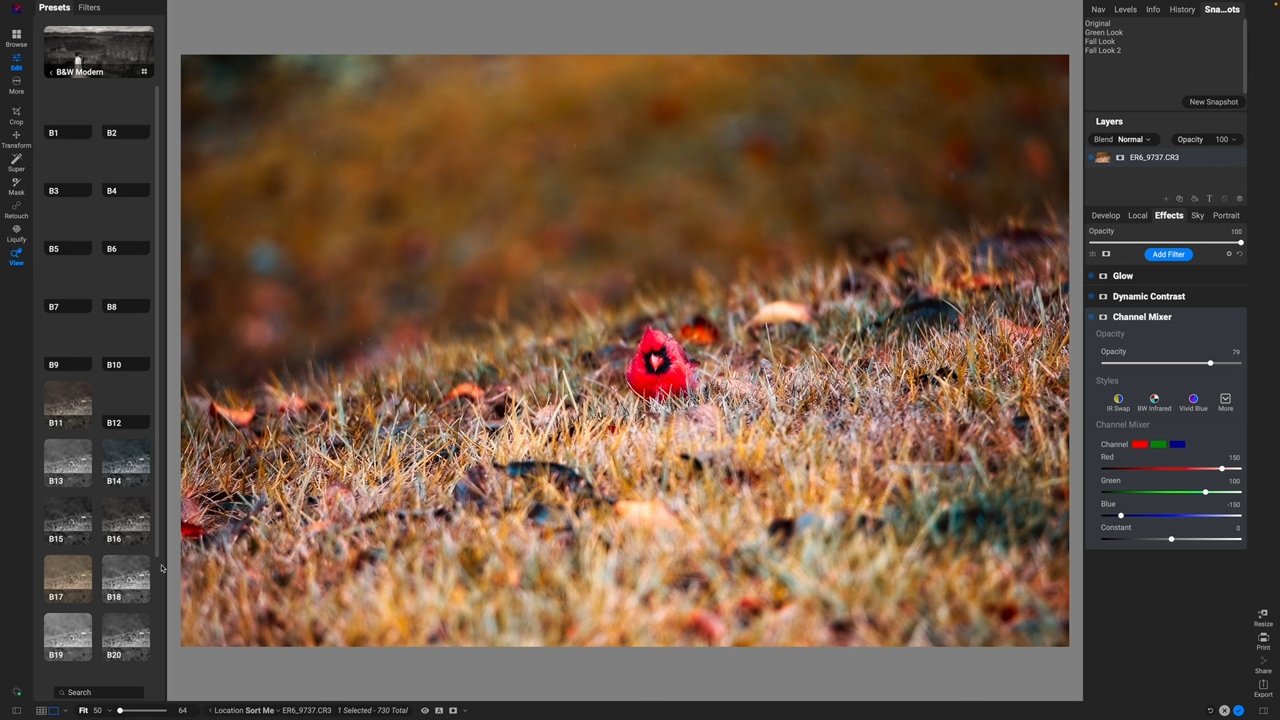 Presets Filters
Browse
Edit
More
Crop
Transform
Super
Mask
Retouch
Liquify
View
B&W Modern
B1 B2
B3 B4
B5 B6
B7 B8
B9 B10
B11 B12
B13 B14
B15 B16
B17 B18
B19 B20
Search
Fit 50 64
Location Sort Me ER6_9737.CR3 1 Selected - 730 Total
A
Nav Levels Info History Sna...ots
Original
Green Look
Fall Look
Fall Look 2
New Snapshot
Layers
Blend Normal Opacity 100
ER6_9737.CR3
T
Develop Local Effects Sky Portrait
Opacity 100
Add Filter
Glow
Dynamic Contrast
Channel Mixer
Opacity
Opacity 79
Styles
IR Swap BW Infrared Vivid Blue More
Channel Mixer
Channel
Red 150
Green 100
Blue -150
Constant 0
Resize
Print
Share
Export